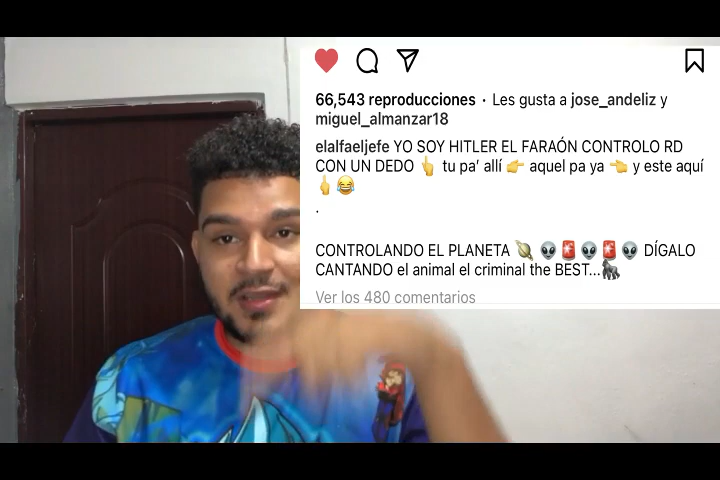 66,543 reproducciones · Les gusta a jose_andeliz y
miguel_almanzar18
elalfaeljefe YO SOY HITLER EL FARAÓN CONTROLO RD
CON UN DEDO 👆 tu pa’ allí 👉 aquel pa ya 👈 y este aquí
🖕😂
.
CONTROLANDO EL PLANETA 🪐 👽🚨👽🚨👽 DÍGALO
CANTANDO el animal el criminal the BEST...🦍
Ver los 480 comentarios